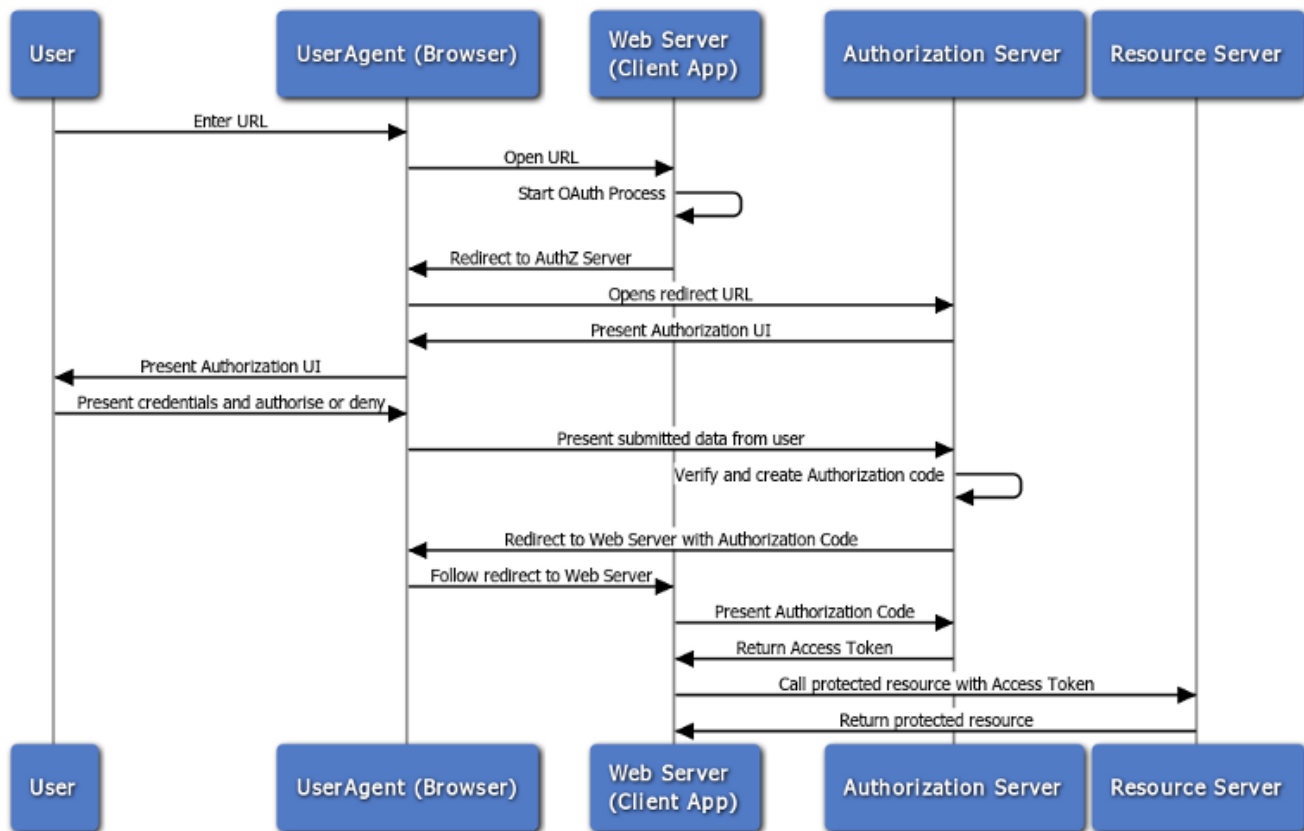 User
UserAgent (Browser)
Web Server
(Client App)
Authorization Server
Resource Server
Enter URL
Open URL
Start OAuth Process
Redirect to AuthZ Server
Opens redirect URL
Present Authorization UI
Present Authorization UI
Present credentials and authorise or deny
Present submitted data from user
Verify and create Authorization code
Redirect to Web Server with Authorization Code
Follow redirect to Web Server
Present Authorization Code
Return Access Token
Call protected resource with Access Token
Return protected resource
User
UserAgent (Browser)
Web Server
(Client App)
Authorization Server
Resource Server